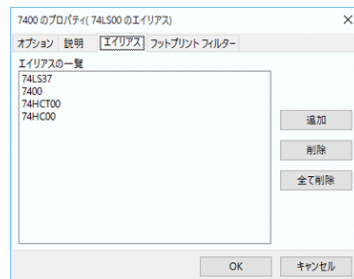 7400 のプロパティ( 74LS00 のエイリアス)
オプション 説明 エイリアス フットプリント フィルター
エイリアスの一覧
74LS37
7400
74HCT00
74HC00
追加
削除
全て削除
OK キャンセル